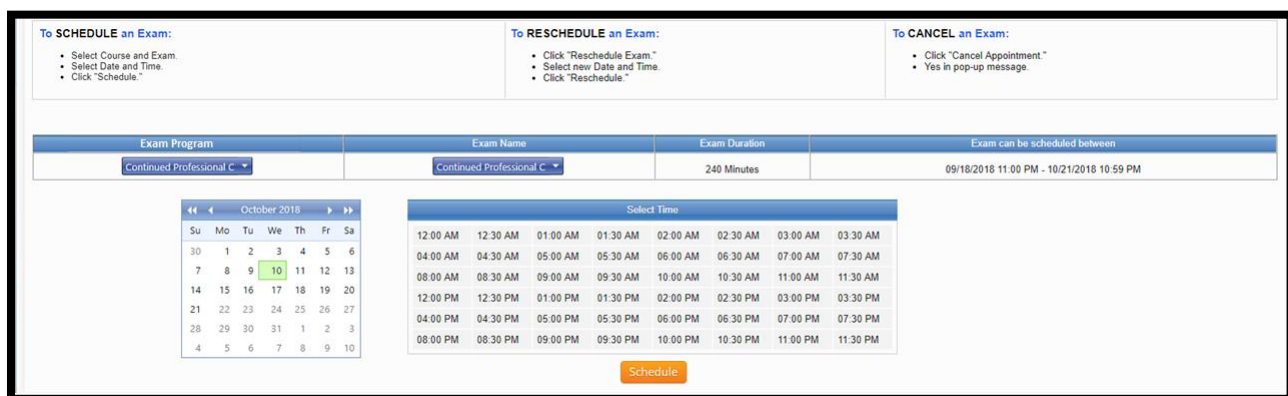 To SCHEDULE an Exam:
• Select Course and Exam.
• Select Date and Time.
• Click "Schedule."
To RESCHEDULE an Exam:
• Click "Reschedule Exam."
• Select new Date and Time.
• Click "Reschedule."
To CANCEL an Exam:
• Click "Cancel Appointment."
• Yes in pop-up message.
Exam Program Exam Name Exam Duration Exam can be scheduled between
Continued Professional C Continued Professional C 240 Minutes 09/18/2018 11:00 PM - 10/21/2018 10:59 PM
October 2018
Su Mo Tu We Th Fr Sa
30 1 2 3 4 5 6
7 8 9 10 11 12 13
14 15 16 17 18 19 20
21 22 23 24 25 26 27
28 29 30 31 1 2 3
4 5 6 7 8 9 10
Select Time
12:00 AM 12:30 AM 01:00 AM 01:30 AM 02:00 AM 02:30 AM 03:00 AM 03:30 AM
04:00 AM 04:30 AM 05:00 AM 05:30 AM 06:00 AM 06:30 AM 07:00 AM 07:30 AM
08:00 AM 08:30 AM 09:00 AM 09:30 AM 10:00 AM 10:30 AM 11:00 AM 11:30 AM
12:00 PM 12:30 PM 01:00 PM 01:30 PM 02:00 PM 02:30 PM 03:00 PM 03:30 PM
04:00 PM 04:30 PM 05:00 PM 05:30 PM 06:00 PM 06:30 PM 07:00 PM 07:30 PM
08:00 PM 08:30 PM 09:00 PM 09:30 PM 10:00 PM 10:30 PM 11:00 PM 11:30 PM
Schedule